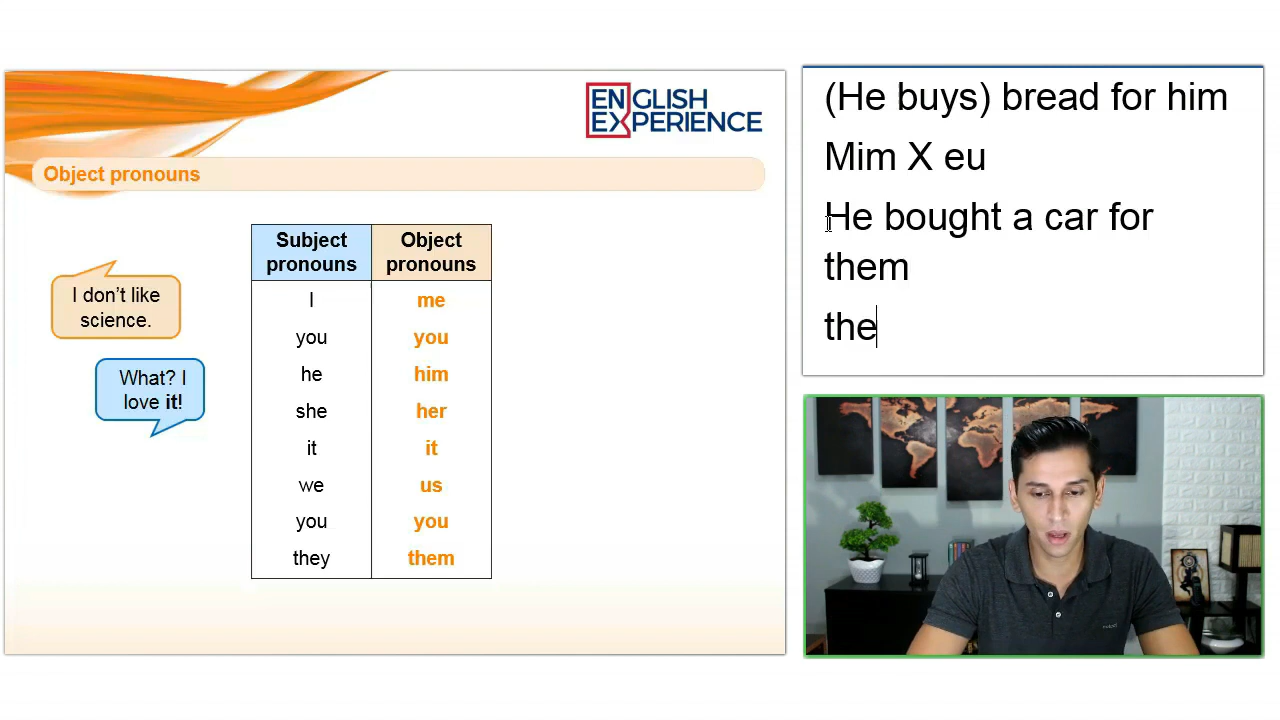 ENGLISH
EXPERIENCE
Object pronouns
Subject pronouns
Object pronouns
I
me
you
you
he
him
she
her
it
it
we
us
you
you
they
them
I don't like
science.
What? I
love it!
(He buys) bread for him
Mim X eu
He bought a car for
them
the